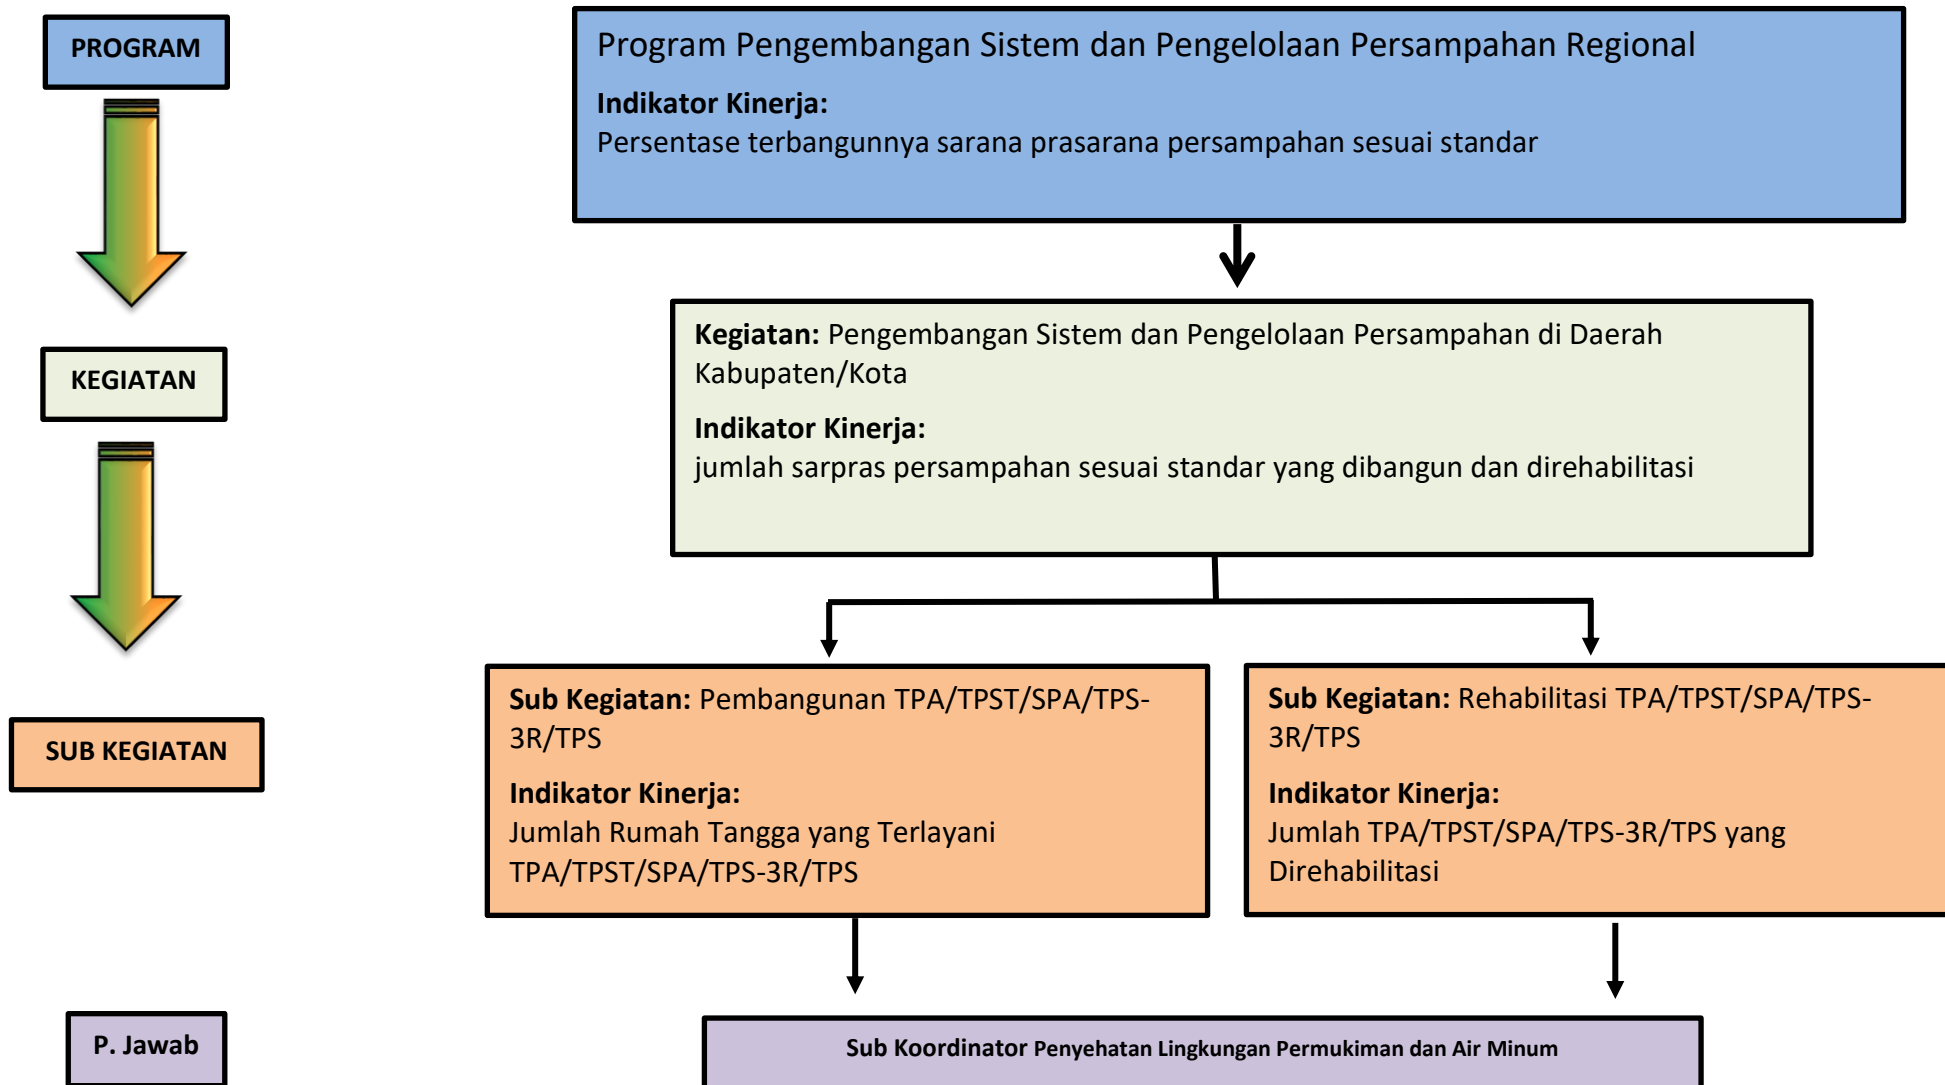 PROGRAM
Program Pengembangan Sistem dan Pengelolaan Persampahan Regional
Indikator Kinerja:
Persentase terbangunnya sarana prasarana persampahan sesuai standar
KEGIATAN
Kegiatan: Pengembangan Sistem dan Pengelolaan Persampahan di Daerah
Kabupaten/Kota
Indikator Kinerja:
jumlah sarpras persampahan sesuai standar yang dibangun dan direhabilitasi
SUB KEGIATAN
Sub Kegiatan: Pembangunan TPA/TPST/SPA/TPS-
3R/TPS
Indikator Kinerja:
Jumlah Rumah Tangga yang Terlayani
TPA/TPST/SPA/TPS-3R/TPS
Sub Kegiatan: Rehabilitasi TPA/TPST/SPA/TPS-
3R/TPS
Indikator Kinerja:
Jumlah TPA/TPST/SPA/TPS-3R/TPS yang
Direhabilitasi
P. Jawab
Sub Koordinator Penyehatan Lingkungan Permukiman dan Air Minum